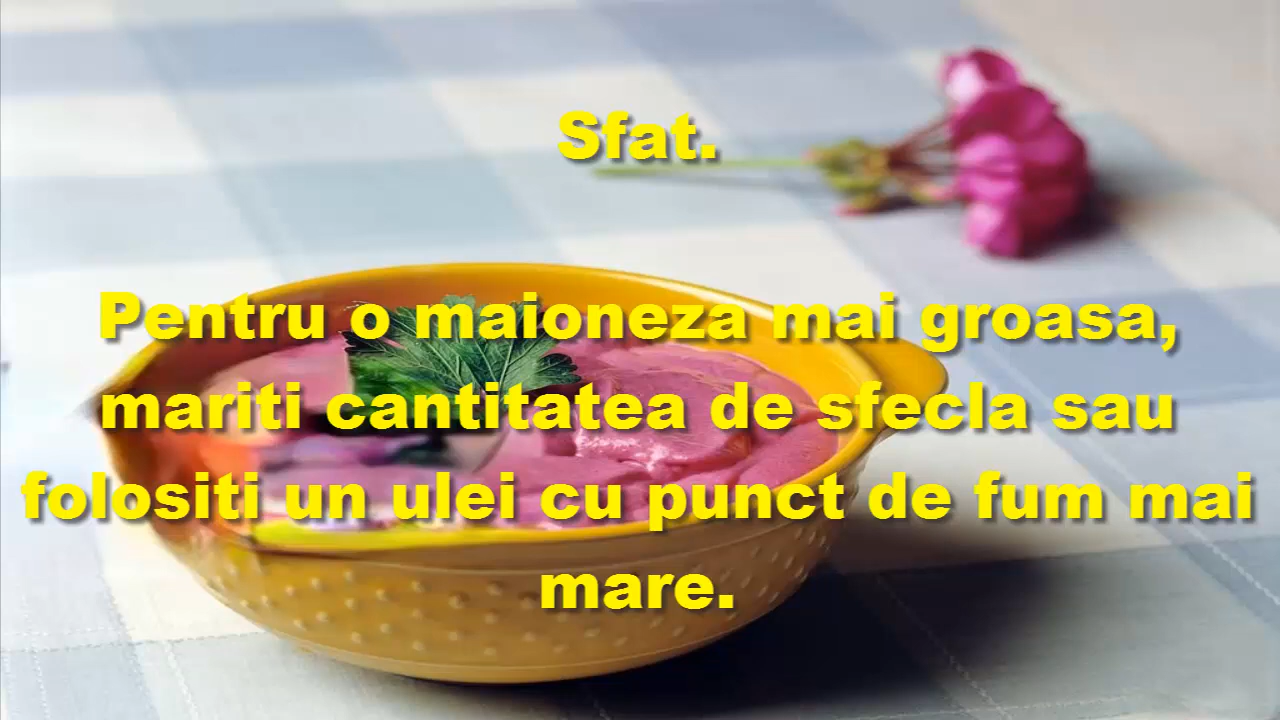 Sfat.
Pentru o maioneza mai groasa,
mariti cantitatea de sfecla sau
folositi un ulei cu punct de fum mai
mare.